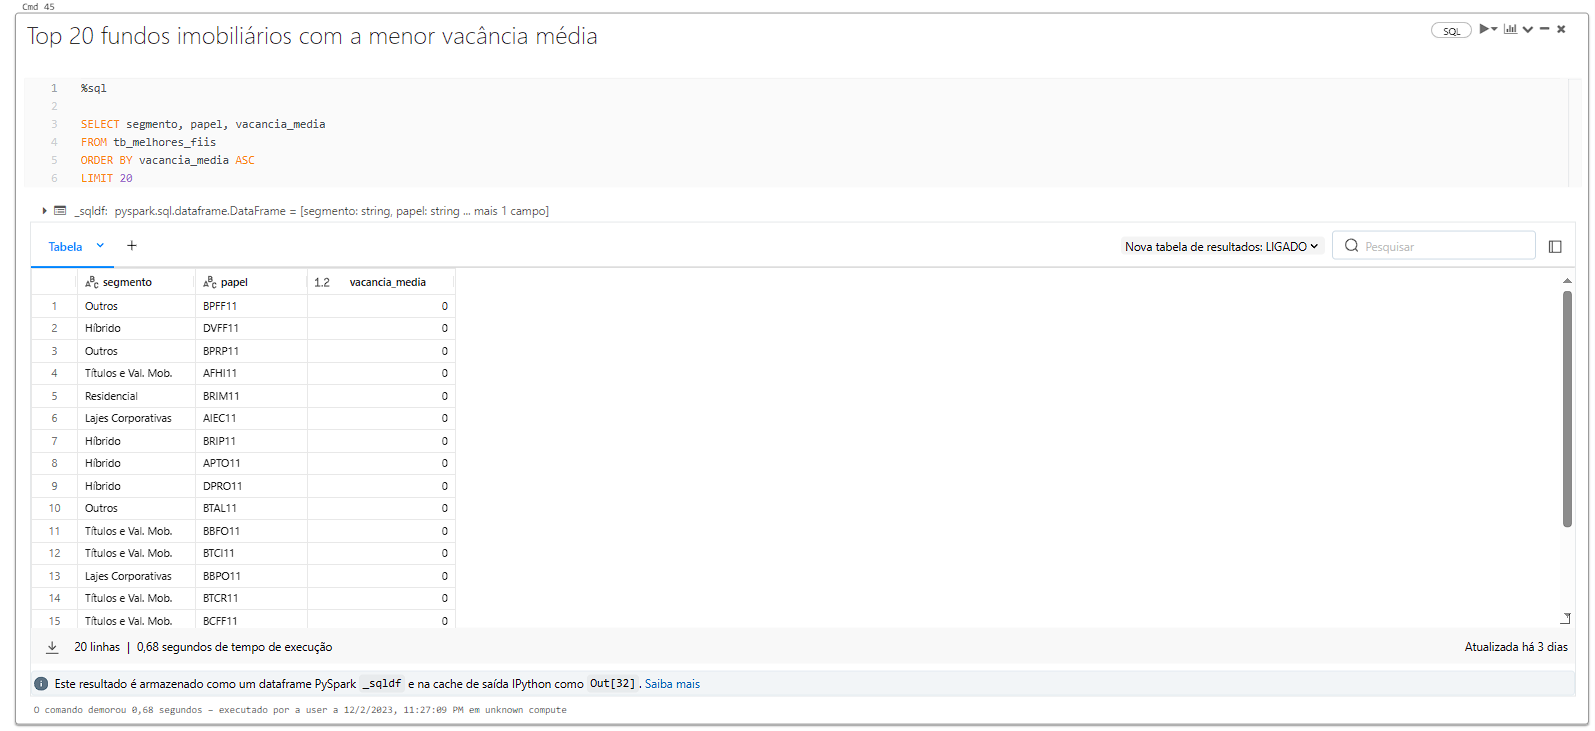 Cmd 45
Top 20 fundos imobiliários com a menor vacância média
SQL
1 %sql
2
3 SELECT segmento, papel, vacancia_media
4 FROM tb_melhores_fiis
5 ORDER BY vacancia_media ASC
6 LIMIT 20
_sqldf: pyspark.sql.dataframe.DataFrame = [segmento: string, papel: string ... mais 1 campo]
Tabela + Nova tabela de resultados: LIGADO Pesquisar
ABC segmento ABC papel 1.2 vacancia_media
1 Outros BPFF11 0
2 Híbrido DVFF11 0
3 Outros BPRP11 0
4 Títulos e Val. Mob. AFHI11 0
5 Residencial BRIM11 0
6 Lajes Corporativas AIEC11 0
7 Híbrido BRIP11 0
8 Híbrido APTO11 0
9 Híbrido DPRO11 0
10 Outros BTAL11 0
11 Títulos e Val. Mob. BBFO11 0
12 Títulos e Val. Mob. BTCI11 0
13 Lajes Corporativas BBPO11 0
14 Títulos e Val. Mob. BTCR11 0
15 Títulos e Val. Mob. BCFF11 0
20 linhas | 0,68 segundos de tempo de execução Atualizada há 3 dias
Este resultado é armazenado como um dataframe PySpark _sqldf e na cache de saída IPython como Out[32]. Saiba mais
O comando demorou 0,68 segundos – executado por a user a 12/2/2023, 11:27:09 PM em unknown compute